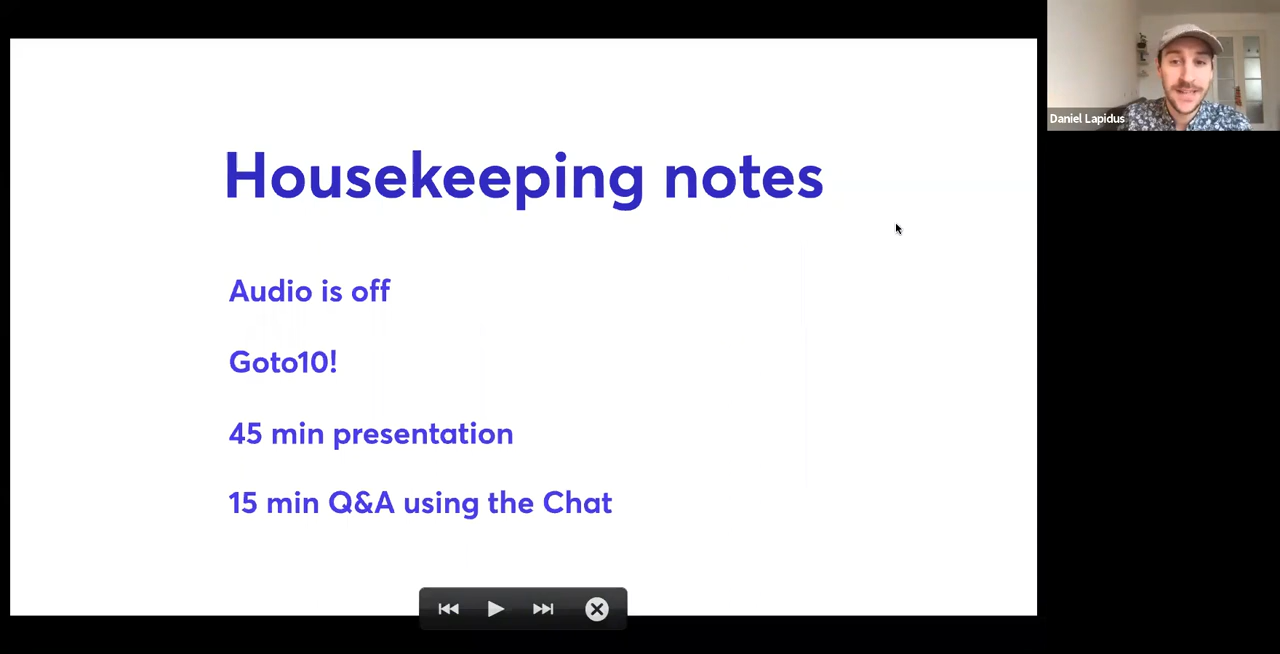 Housekeeping notes
Audio is off
Goto10!
45 min presentation
15 min Q&A using the Chat
Daniel Lapidus